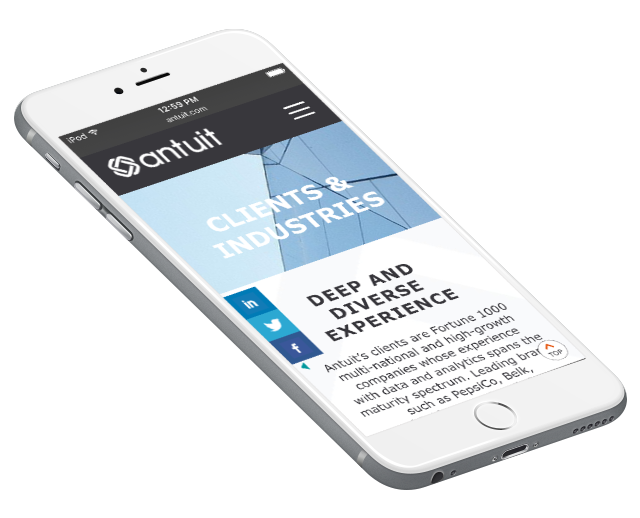 iPod 12:59 PM
antuit.com
antuit
CLIENTS &
INDUSTRIES
in
f
DEEP AND
DIVERSE
EXPERIENCE
Antuit's clients are Fortune 1000
multi-national and high-growth
companies whose experience
with data and analytics spans the
maturity spectrum. Leading
such as PepsiCo, Belk,
TOP